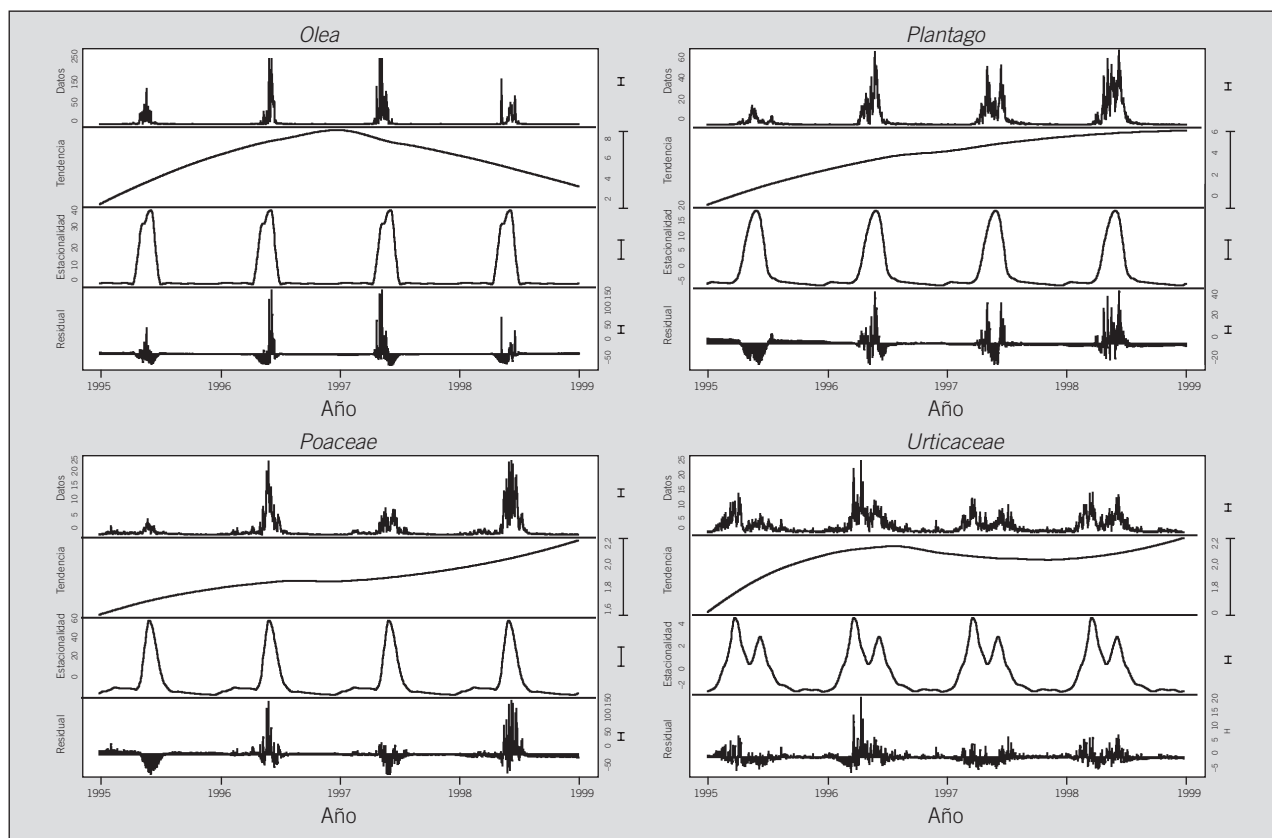 Olea
Datos
0 50 150 250
Tendencia
2 4 6 8
Estacionalidad
0 10 20 30 40
Residual
-50 0 50 100 150
1995 1996 1997 1998 1999
Año
Plantago
Datos
0 20 40 60
Tendencia
0 2 4 6
Estacionalidad
-5 0 5 10 15 20
Residual
-20 0 20 40
1995 1996 1997 1998 1999
Año
Poaceae
Datos
0 5 10 15 20 25
Tendencia
1.6 1.8 2.0 2.2
Estacionalidad
0 20 40 60
Residual
-50 0 50 100 150
1995 1996 1997 1998 1999
Año
Urticaceae
Datos
0 5 10 15 20 25
Tendencia
0 1.8 2.0 2.2
Estacionalidad
-2 0 2 4
Residual
-5 0 5 10 15 20
1995 1996 1997 1998 1999
Año